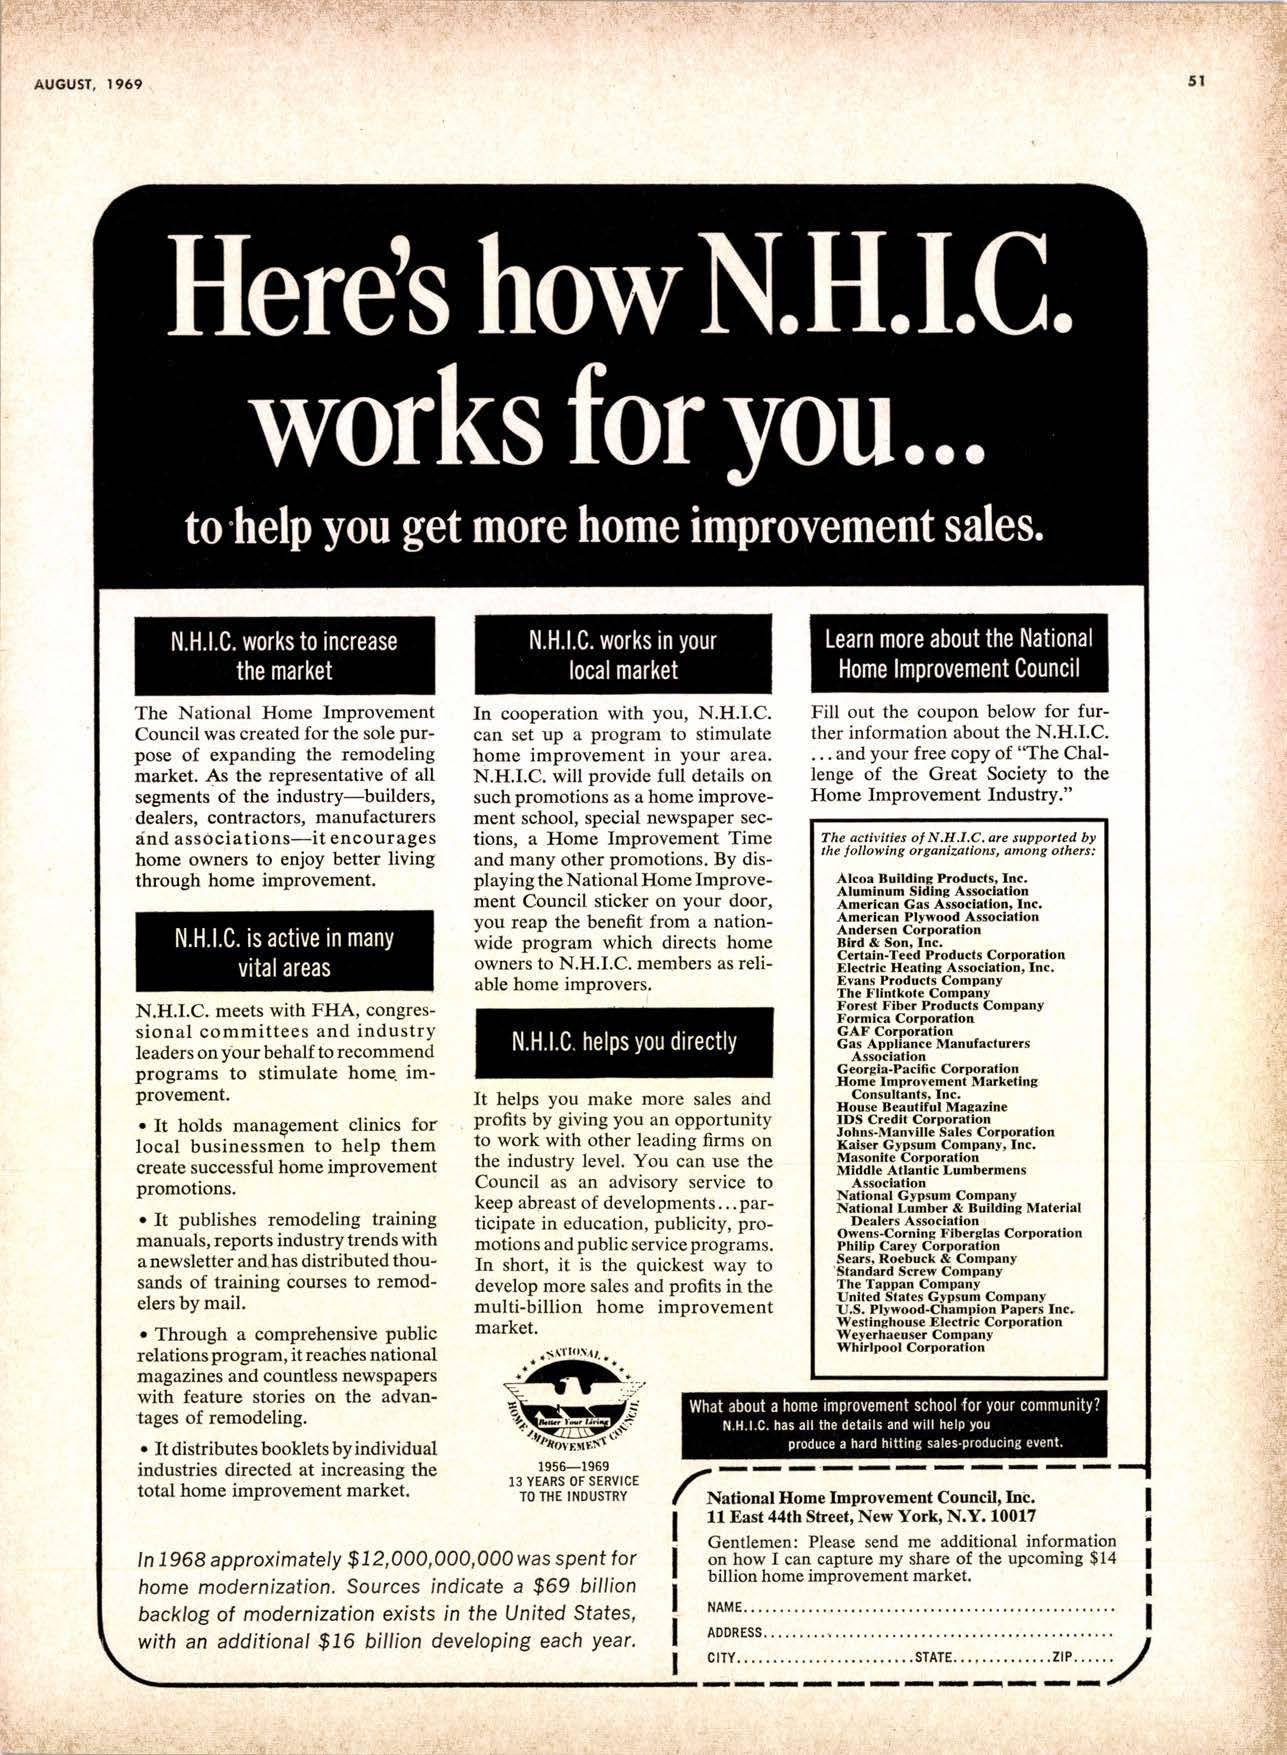 AUGUST, 1969
51
Here's how N.H.I.C.
works for you...
to help you get more home improvement sales.
N.H.I.C. works to increase
the market
The National Home Improvement
Council was created for the sole pur-
pose of expanding the remodeling
market. As the representative of all
segments of the industry—builders,
dealers, contractors, manufacturers
and associations—it encourages
home owners to enjoy better living
through home improvement.
N.H.I.C. is active in many
vital areas
N.H.I.C. meets with FHA, congres-
sional committees and industry
leaders on your behalf to recommend
programs to stimulate home im-
provement.
• It holds management clinics for
local businessmen to help them
create successful home improvement
promotions.
• It publishes remodeling training
manuals, reports industry trends with
a newsletter and has distributed thou-
sands of training courses to remod-
elers by mail.
• Through a comprehensive public
relations program, it reaches national
magazines and countless newspapers
with feature stories on the advan-
tages of remodeling.
• It distributes booklets by individual
industries directed at increasing the
total home improvement market.
N.H.I.C. works in your
local market
In cooperation with you, N.H.I.C.
can set up a program to stimulate
home improvement in your area.
N.H.I.C. will provide full details on
such promotions as a home improve-
ment school, special newspaper sec-
tions, a Home Improvement Time
and many other promotions. By dis-
playing the National Home Improve-
ment Council sticker on your door,
you reap the benefit from a nation-
wide program which directs home
owners to N.H.I.C. members as reli-
able home improvers.
N.H.I.C. helps you directly
It helps you make more sales and
profits by giving you an opportunity
to work with other leading firms on
the industry level. You can use the
Council as an advisory service to
keep abreast of developments...par-
ticipate in education, publicity, pro-
motions and public service programs.
In short, it is the quickest way to
develop more sales and profits in the
multi-billion home improvement
market.
NATIONAL
HOME IMPROVEMENT COUNCIL
Better Your Living
1956—1969
13 YEARS OF SERVICE
TO THE INDUSTRY
In 1968 approximately $12,000,000,000 was spent for
home modernization. Sources indicate a $69 billion
backlog of modernization exists in the United States,
with an additional $16 billion developing each year.
Learn more about the National
Home Improvement Council
Fill out the coupon below for fur-
ther information about the N.H.I.C.
...and your free copy of "The Chal-
lenge of the Great Society to the
Home Improvement Industry."
The activities of N.H.I.C. are supported by
the following organizations, among others:
Alcoa Building Products, Inc.
Aluminum Siding Association
American Gas Association, Inc.
American Plywood Association
Andersen Corporation
Bird & Son, Inc.
Certain-Teed Products Corporation
Electric Heating Association, Inc.
Evans Products Company
The Flintkote Company
Forest Fiber Products Company
Formica Corporation
GAF Corporation
Gas Appliance Manufacturers
Association
Georgia-Pacific Corporation
Home Improvement Marketing
Consultants, Inc.
House Beautiful Magazine
IDS Credit Corporation
Johns-Manville Sales Corporation
Kaiser Gypsum Company, Inc.
Masonite Corporation
Middle Atlantic Lumbermens
Association
National Gypsum Company
National Lumber & Building Material
Dealers Association
Owens-Corning Fiberglas Corporation
Philip Carey Corporation
Sears, Roebuck & Company
Standard Screw Company
The Tappan Company
United States Gypsum Company
U.S. Plywood-Champion Papers Inc.
Westinghouse Electric Corporation
Weyerhaeuser Company
Whirlpool Corporation
What about a home improvement school for your community?
N.H.I.C. has all the details and will help you
produce a hard hitting sales-producing event.
National Home Improvement Council, Inc.
11 East 44th Street, New York, N.Y. 10017
Gentlemen: Please send me additional information
on how I can capture my share of the upcoming $14
billion home improvement market.
NAME
ADDRESS
CITY STATE ZIP